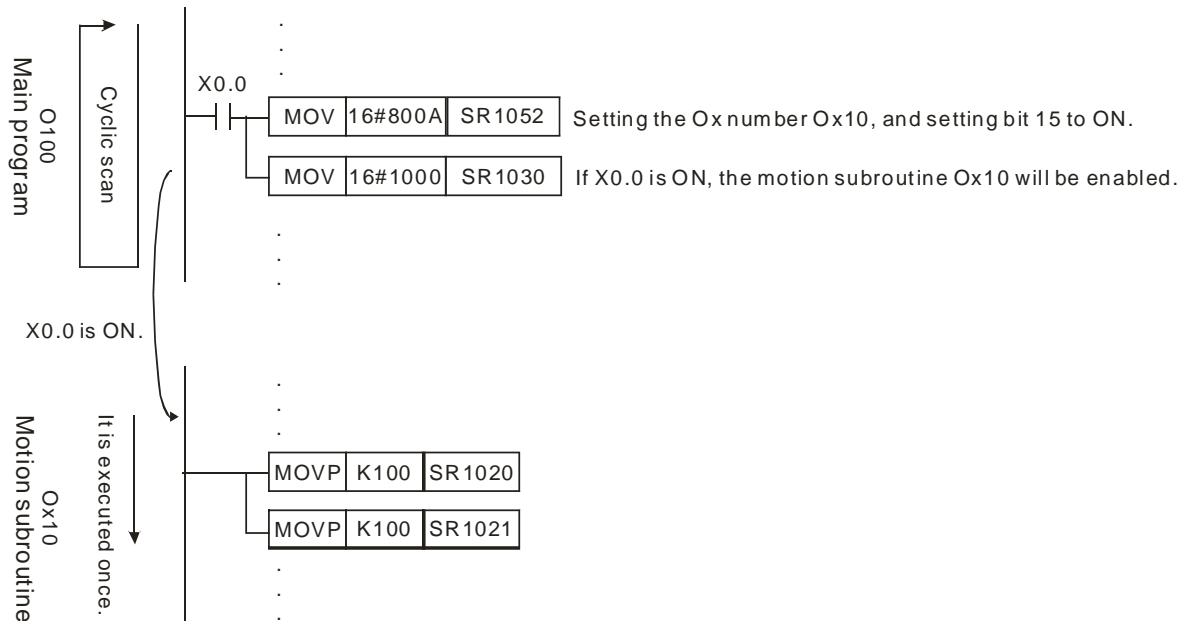 O100
Main program
Cyclic scan
X0.0
MOV 16#800A SR1052
Setting the Ox number Ox10, and setting bit 15 to ON.
MOV 16#1000 SR1030
If X0.0 is ON, the motion subroutine Ox10 will be enabled.
X0.0 is ON.
Ox10
Motion subroutine
It is executed once.
MOVP K100 SR1020
MOVP K100 SR1021